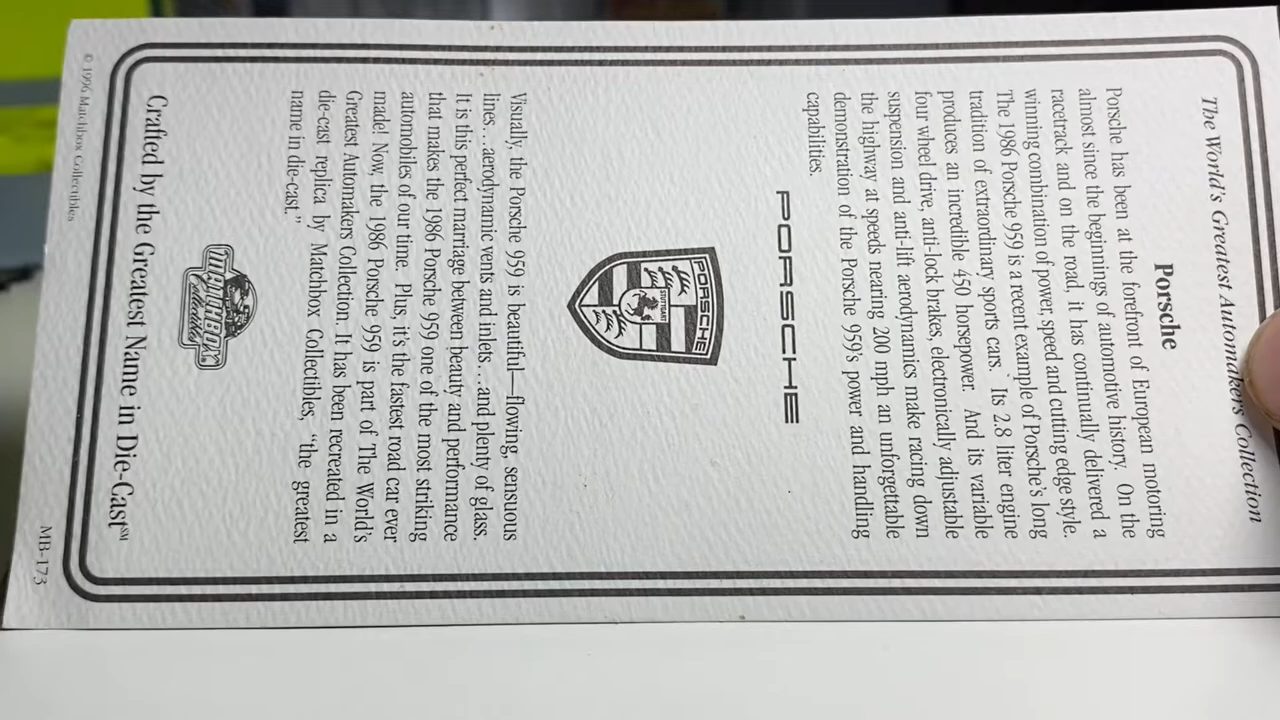 The World's Greatest Automakers Collection
Porsche
Porsche has been at the forefront of European motoring
almost since the beginnings of automotive history. On the
racetrack and on the road, it has continually delivered a
winning combination of power, speed and cutting edge style.
The 1986 Porsche 959 is a recent example of Porsche's long
tradition of extraordinary sports cars. Its 2.8 liter engine
produces an incredible 450 horsepower. And its variable
four wheel drive, anti-lock brakes, electronically adjustable
suspension and anti-lift aerodynamics make racing down
the highway at speeds nearing 200 mph an unforgettable
demonstration of the Porsche 959's power and handling
capabilities.
PORSCHE
PORSCHE
STUTTGART
Visually, the Porsche 959 is beautiful—flowing, sensuous
lines…aerodynamic vents and inlets…and plenty of glass.
It is this perfect marriage between beauty and performance
that makes the 1986 Porsche 959 one of the most striking
automobiles of our time. Plus, it's the fastest road car ever
made! Now, the 1986 Porsche 959 is part of The World's
Greatest Automakers Collection. It has been recreated in a
die-cast replica by Matchbox Collectibles, “the greatest
name in die-cast.”
MATCHBOX
Collectibles
Crafted by the Greatest Name in Die-Cast℠
© 1996 Matchbox Collectibles
MB-173